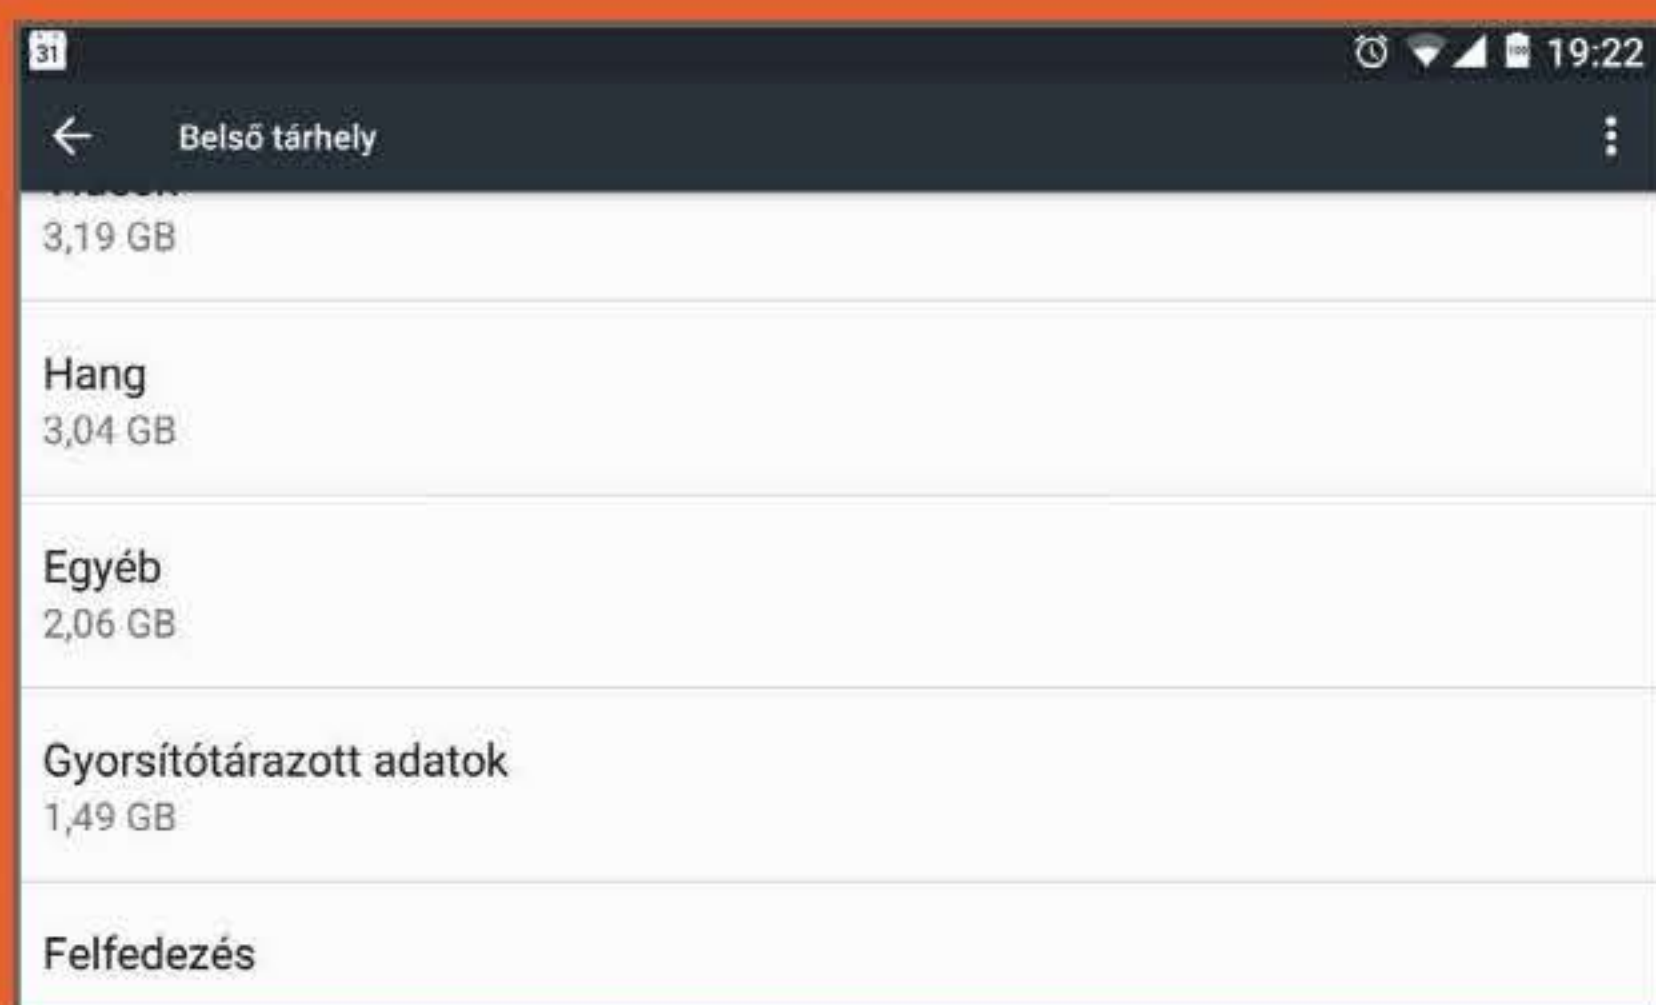 31
100
19:22
Belső tárhely
3,19 GB
Hang
3,04 GB
Egyéb
2,06 GB
Gyorsítótárazott adatok
1,49 GB
Felfedezés